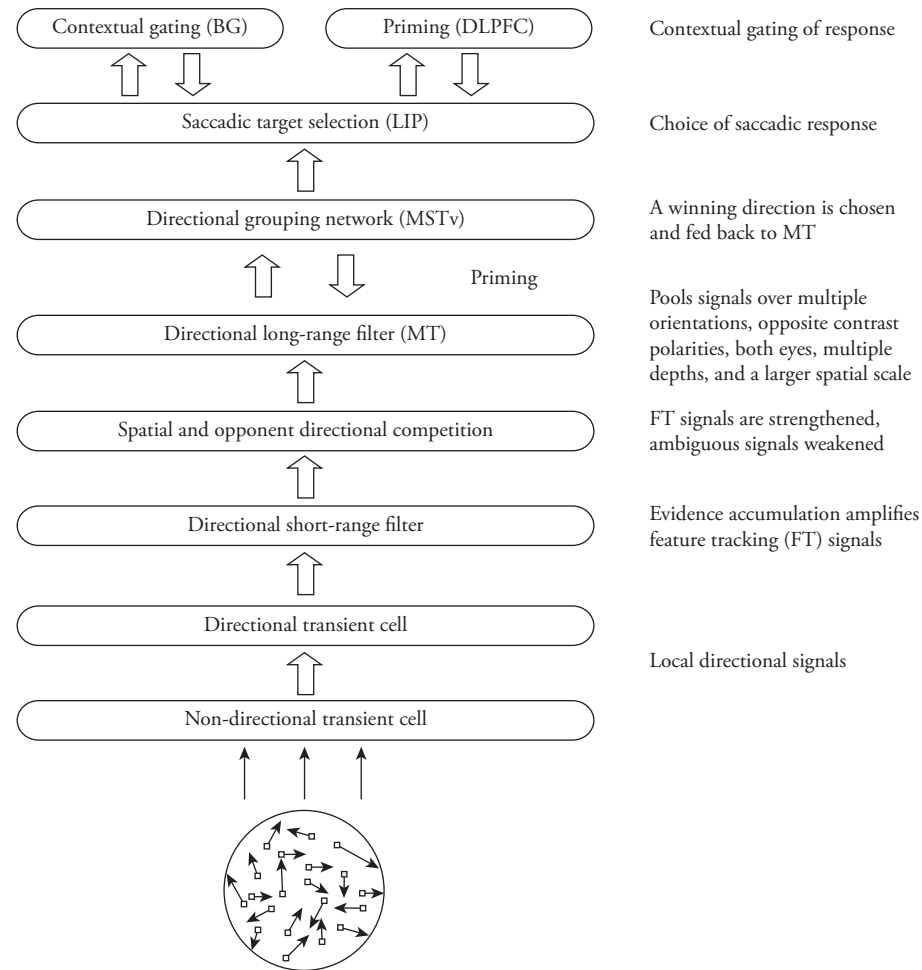 Contextual gating (BG)
Priming (DLPFC)
Contextual gating of response
Saccadic target selection (LIP)
Choice of saccadic response
Directional grouping network (MSTv)
A winning direction is chosen
and fed back to MT
Priming
Directional long-range filter (MT)
Pools signals over multiple
orientations, opposite contrast
polarities, both eyes, multiple
depths, and a larger spatial scale
Spatial and opponent directional competition
FT signals are strengthened,
ambiguous signals weakened
Directional short-range filter
Evidence accumulation amplifies
feature tracking (FT) signals
Directional transient cell
Local directional signals
Non-directional transient cell